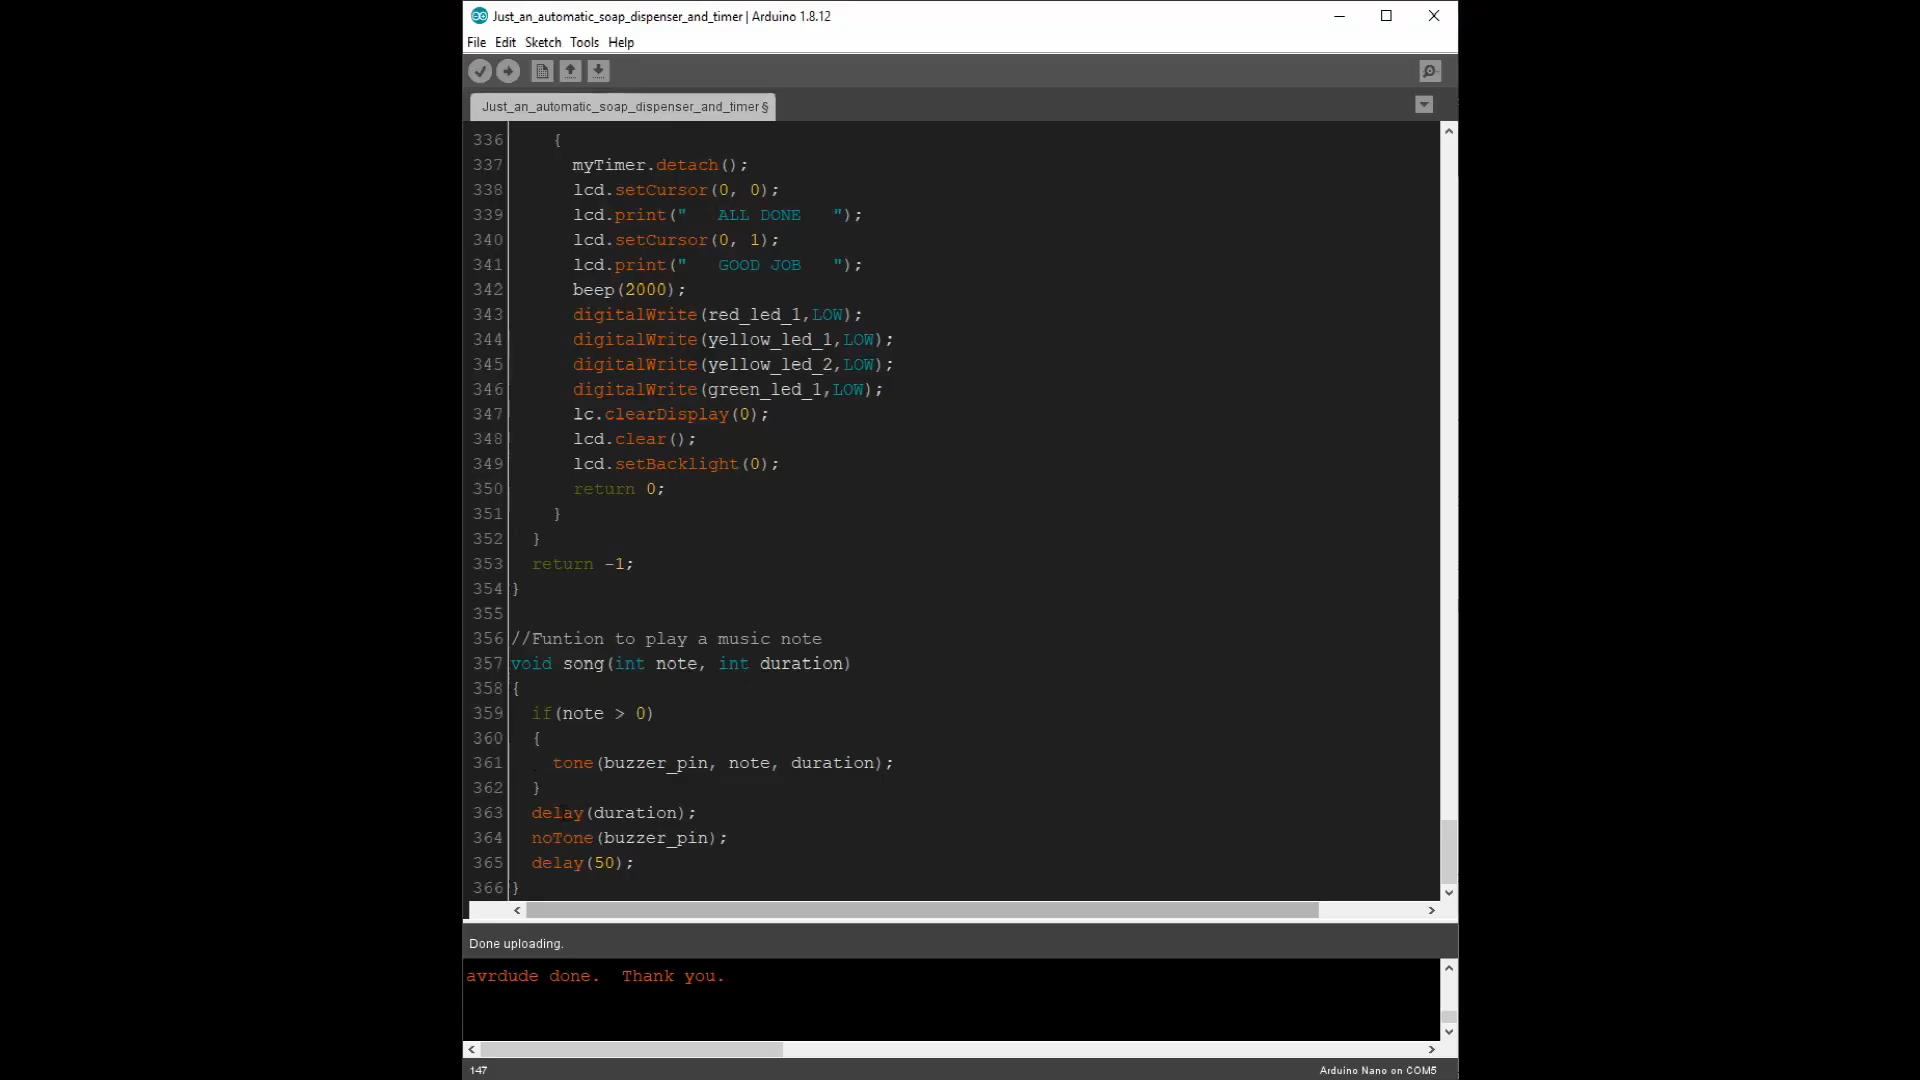 Just_an_automatic_soap_dispenser_and_timer | Arduino 1.8.12
File Edit Sketch Tools Help
Just_an_automatic_soap_dispenser_and_timer §
336 {
337 myTimer.detach();
338 lcd.setCursor(0, 0);
339 lcd.print("   ALL DONE   ");
340 lcd.setCursor(0, 1);
341 lcd.print("   GOOD JOB   ");
342 beep(2000);
343 digitalWrite(red_led_1,LOW);
344 digitalWrite(yellow_led_1,LOW);
345 digitalWrite(yellow_led_2,LOW);
346 digitalWrite(green_led_1,LOW);
347 lc.clearDisplay(0);
348 lcd.clear();
349 lcd.setBacklight(0);
350 return 0;
351 }
352 }
353 return -1;
354 }
355
356 //Funtion to play a music note
357 void song(int note, int duration)
358 {
359 if(note > 0)
360 {
361 tone(buzzer_pin, note, duration);
362 }
363 delay(duration);
364 noTone(buzzer_pin);
365 delay(50);
366 }
Done uploading.
avrdude done.  Thank you.
147 Arduino Nano on COM5